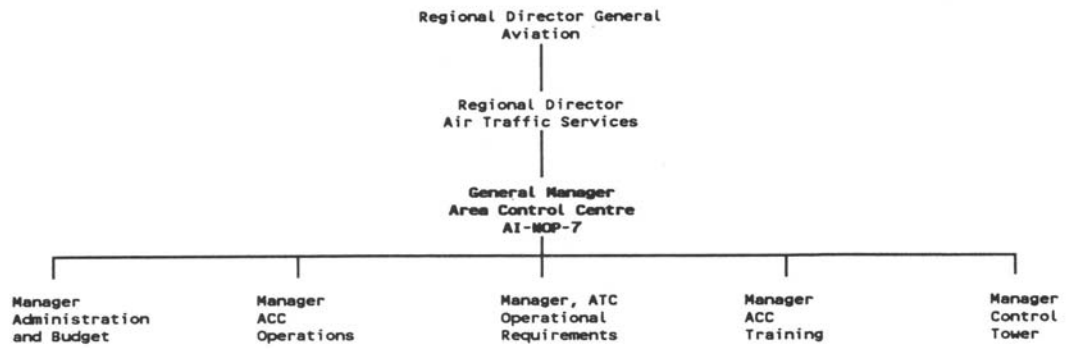 Regional Director General
Aviation
Regional Director
Air Traffic Services
General Manager
Area Control Centre
AI-NOP-7
Manager
Administration
and Budget
Manager
ACC
Operations
Manager, ATC
Operational
Requirements
Manager
ACC
Training
Manager
Control
Tower